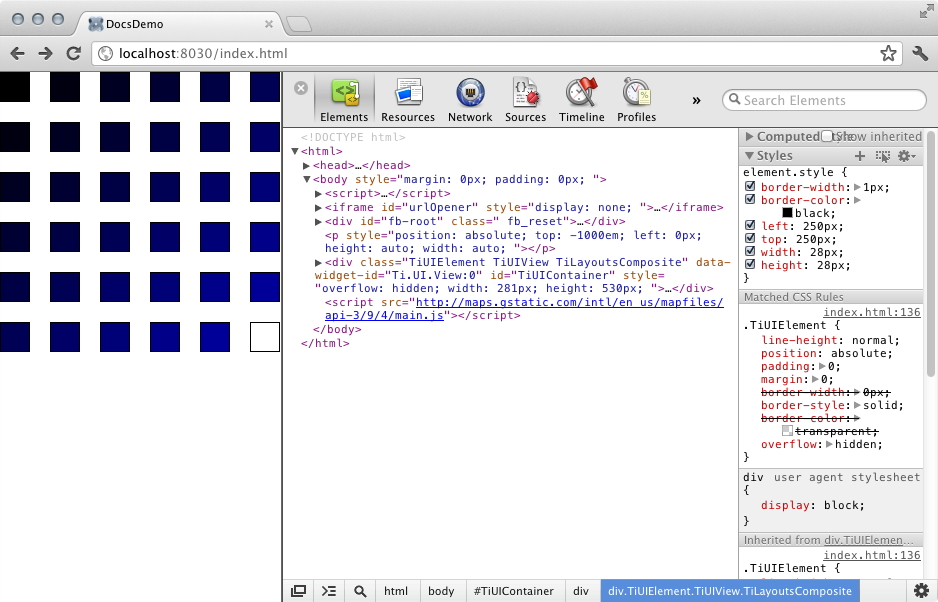 DocsDemo
localhost:8030/index.html
Elements
Resources
Network
Sources
Timeline
Profiles
»
Search Elements
<!DOCTYPE html>
▼<html>
▶<head>…</head>
▼<body style="margin: 0px; padding: 0px; ">
▶<script>…</script>
▶<iframe id="urlOpener" style="display: none; ">…</iframe>
▶<div id="fb-root" class=" fb_reset">…</div>
<p style="position: absolute; top: -1000em; left: 0px;
height: auto; width: auto; "></p>
▶<div class="TiUIElement TiUIView TiLayoutsComposite" data-
widget-id="Ti.UI.View:0" id="TiUIContainer" style=
"overflow: hidden; width: 281px; height: 530px; ">…</div>
<script src="http://maps.gstatic.com/intl/en_us/mapfiles/
api-3/9/4/main.js"></script>
</body>
</html>
▶ Computed Style
Show inherited
▼ Styles
element.style {
border-width:▶1px;
border-color:▶
black;
left: 250px;
top: 250px;
width: 28px;
height: 28px;
}
Matched CSS Rules
index.html:136
.TiUIElement {
line-height: normal;
position: absolute;
padding:▶0;
margin:▶0;
border-width:▶0px;
border-style:▶solid;
border-color:▶
transparent;
overflow:▶hidden;
}
div user agent stylesheet
{
display: block;
}
Inherited from div.TiUIElemen…
index.html:136
.TiUIElement {
html
body
#TiUIContainer
div
div.TiUIElement.TiUIView.TiLayoutsComposite